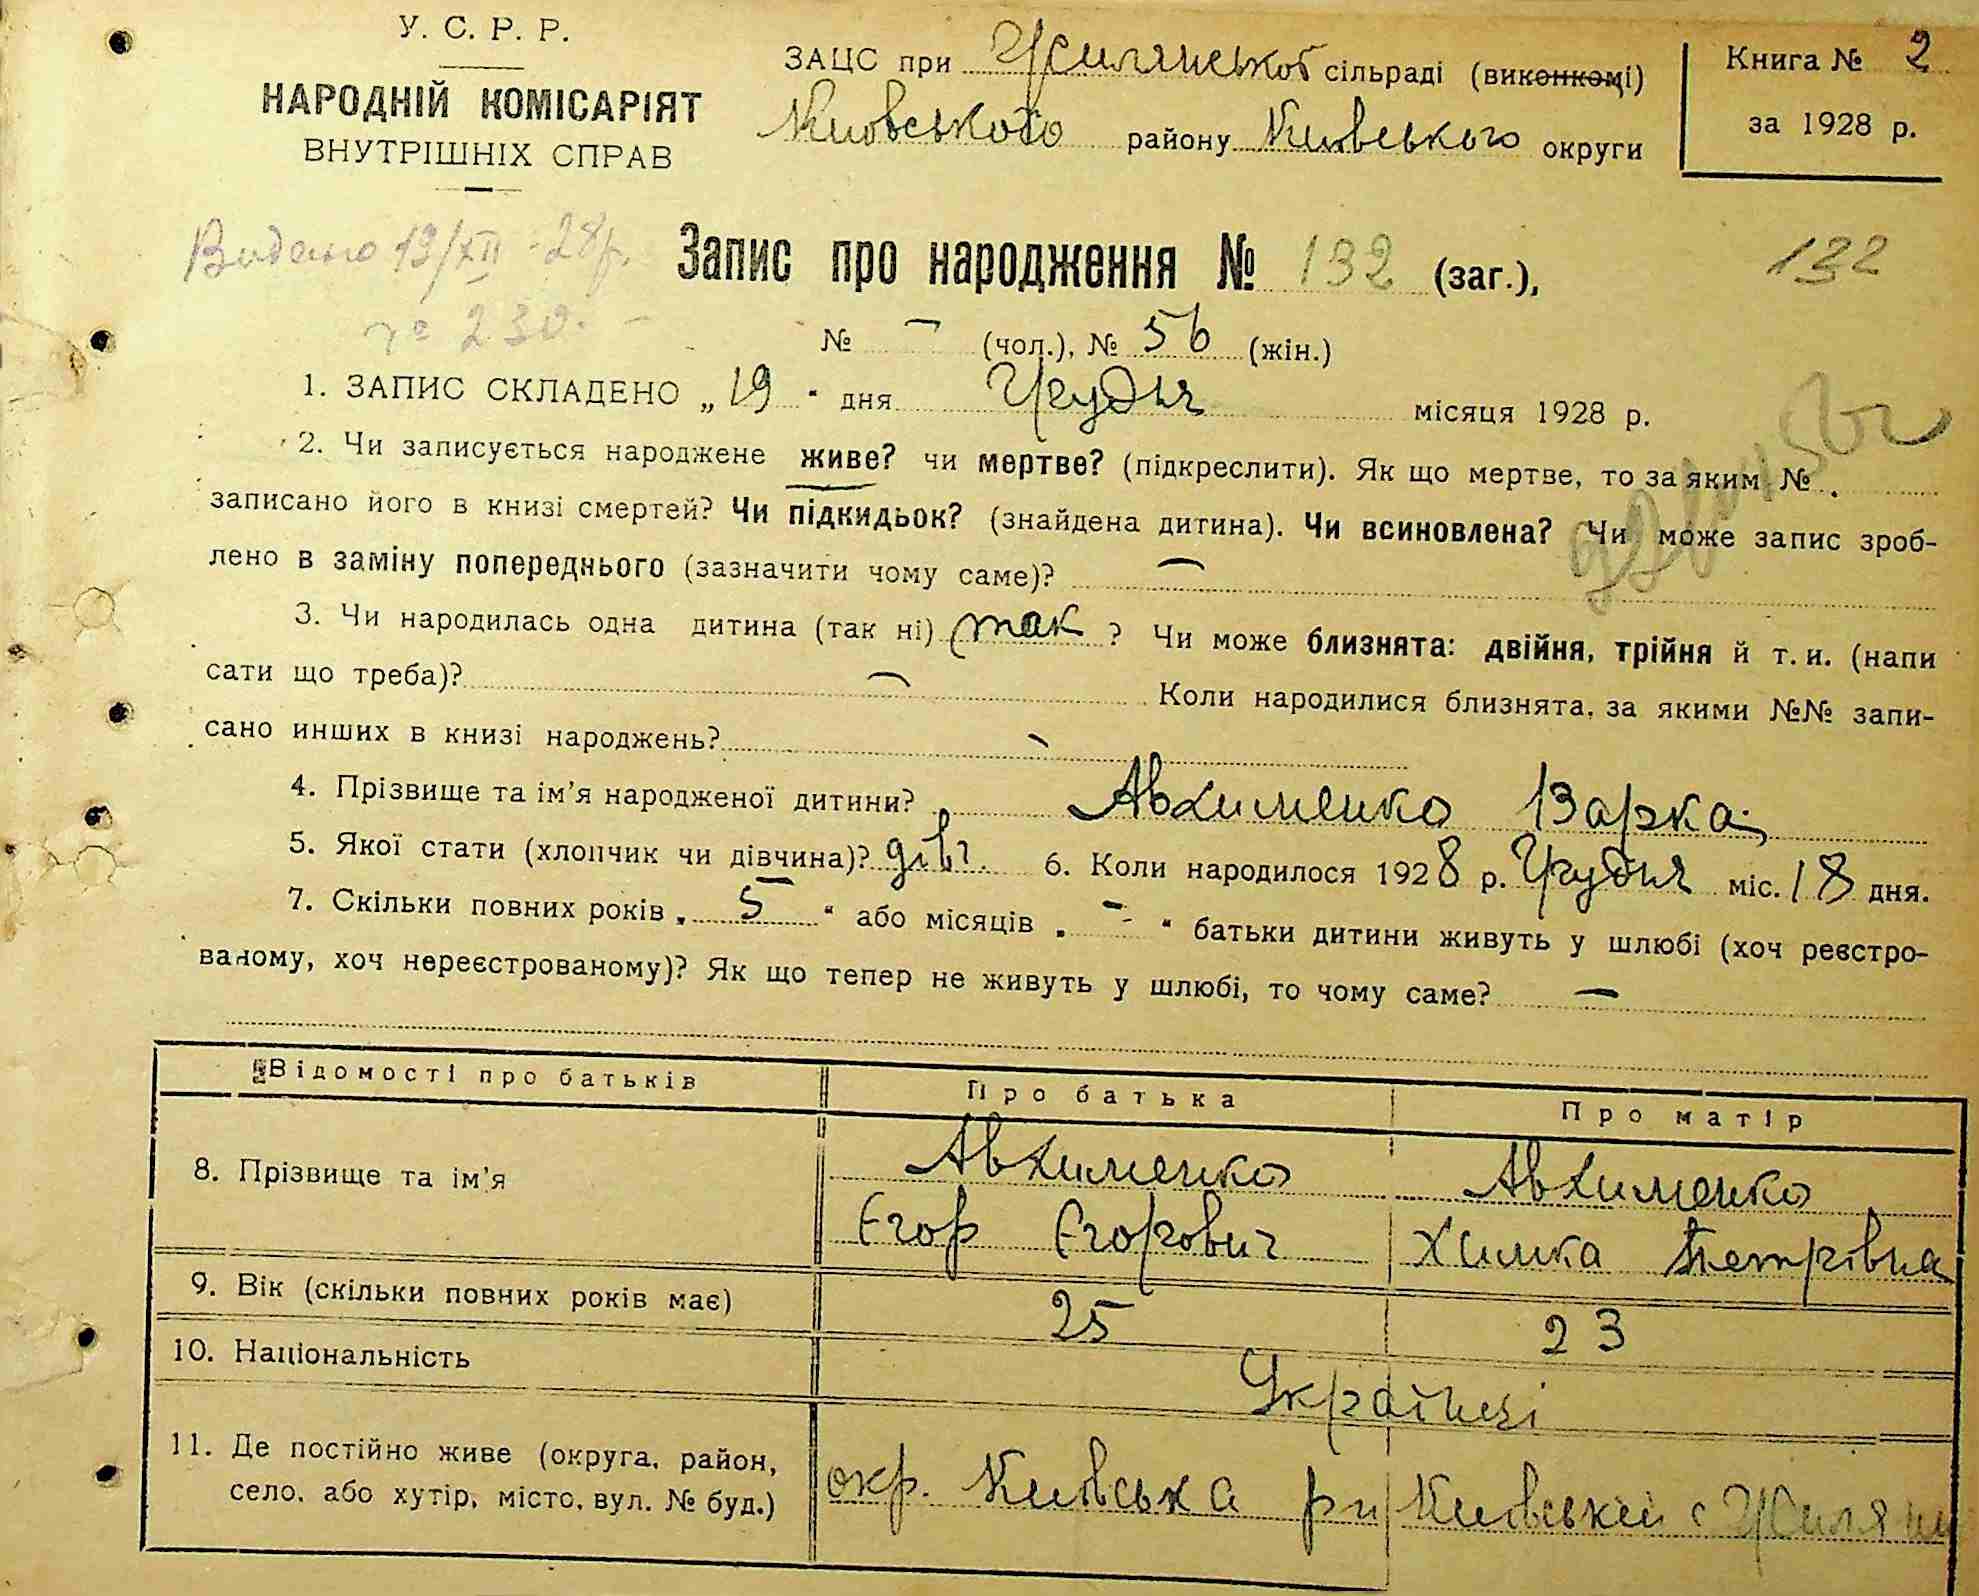 У. С. Р. Р.
НАРОДНІЙ КОМІСАРІЯТ
ВНУТРІШНІХ СПРАВ
ЗАЦС при Жилянської сільраді (виконкомі)
Київського району Київського округи
Книга № 2
за 1928 р.
Видано 13/XII - 28р.
№ 230. -
Запис про народження № 132 (заг.),
132
№ - (чол.), № 56 (жін.)
1. ЗАПИС СКЛАДЕНО „19" дня Грудня місяця 1928 р.
2. Чи записується народжене живе? чи мертве? (підкреслити). Як що мертве, то за яким №
записано його в книзі смертей? Чи підкидьок? (знайдена дитина). Чи всиновлена? Чи може запис зроб-
лено в заміну попереднього (зазначити чому саме)? —
3. Чи народилась одна дитина (так ні) так ? Чи може близнята: двійня, трійня й т. и. (напи
сати що треба)? — Коли народилися близнята, за якими №№ запи-
сано инших в книзі народжень?
4. Прізвище та ім'я народженої дитини? Авхименко Варка
5. Якої стати (хлопчик чи дівчина)? дівч. 6. Коли народилося 1928 р. Грудня міс. 18 дня.
7. Скільки повних років „ 5 " або місяців „ - " батьки дитини живуть у шлюбі (хоч реєстро-
ваному, хоч нереєстрованому)? Як що тепер не живуть у шлюбі, то чому саме? —
Відомості про батьків Про батька Про матір
8. Прізвище та ім'я Авхименко Авхименко
Єгор Єгорович Химка Петрівна
9. Вік (скільки повних років має) 25 23
10. Національність Українці
11. Де постійно живе (округа, район,
село, або хутір, місто, вул. № буд.)
окр. Київська рн Київський с Жиляни